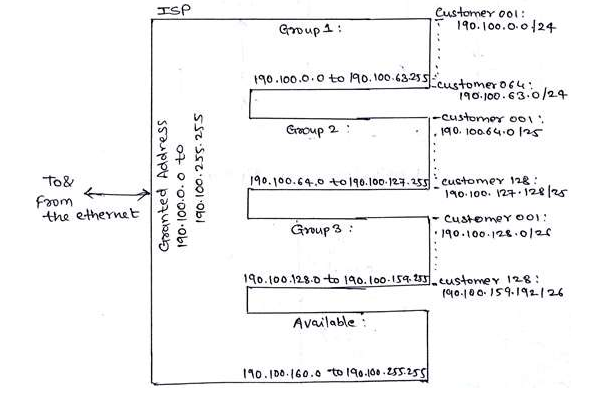 ISP
Group 1 :
190.100.0.0 to 190.100.63.255
Customer 001 :
190.100.0.0/24
Customer 064 :
190.100.63.0/24
Group 2 :
190.100.64.0 to 190.100.127.255
Customer 001 :
190.100.64.0/25
Customer 128 :
190.100.127.128/25
Group 3 :
190.100.128.0 to 190.100.159.255
Customer 001 :
190.100.128.0/26
Customer 128 :
190.100.159.192/26
Available :
190.100.160.0 to 190.100.255.255
Granted Address
190.100.0.0 to
190.100.255.255
To &
From
the ethernet